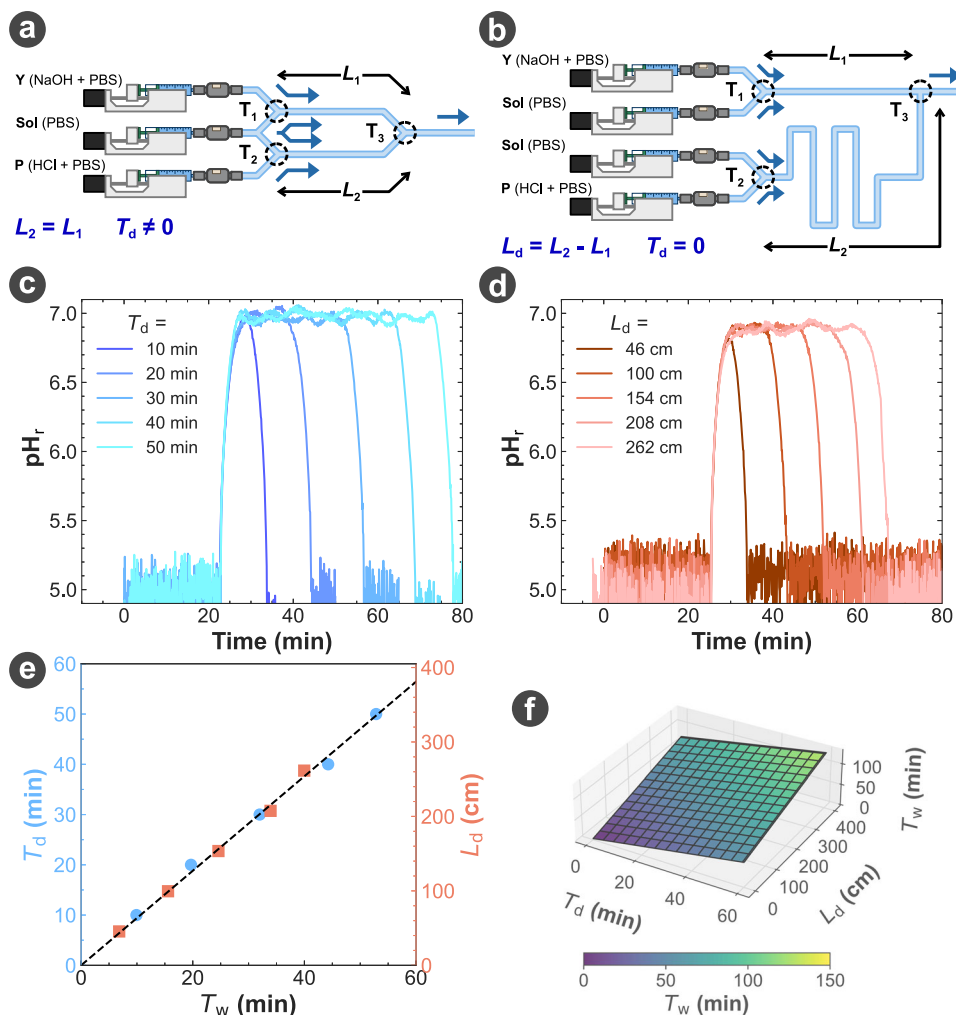 a
Y (NaOH + PBS)
Sol (PBS)
P (HCl + PBS)
T1
T2
T3
L1
L2
L2 = L1 Td ≠ 0
b
Y (NaOH + PBS)
Sol (PBS)
Sol (PBS)
P (HCl + PBS)
T1
T2
T3
L1
L2
Ld = L2 - L1 Td = 0
c
7.0
6.5
6.0
5.5
5.0
pHr
Td =
10 min
20 min
30 min
40 min
50 min
0 20 40 60 80
Time (min)
d
7.0
6.5
6.0
5.5
5.0
pHr
Ld =
46 cm
100 cm
154 cm
208 cm
262 cm
0 20 40 60 80
Time (min)
e
60
50
40
30
20
10
0
Td (min)
400
300
200
100
0
Ld (cm)
0 20 40 60
Tw (min)
f
100
50
0
Tw (min)
400
300
200
100
0
Ld (cm)
0
20
40
60
Td (min)
0 50 100 150
Tw (min)